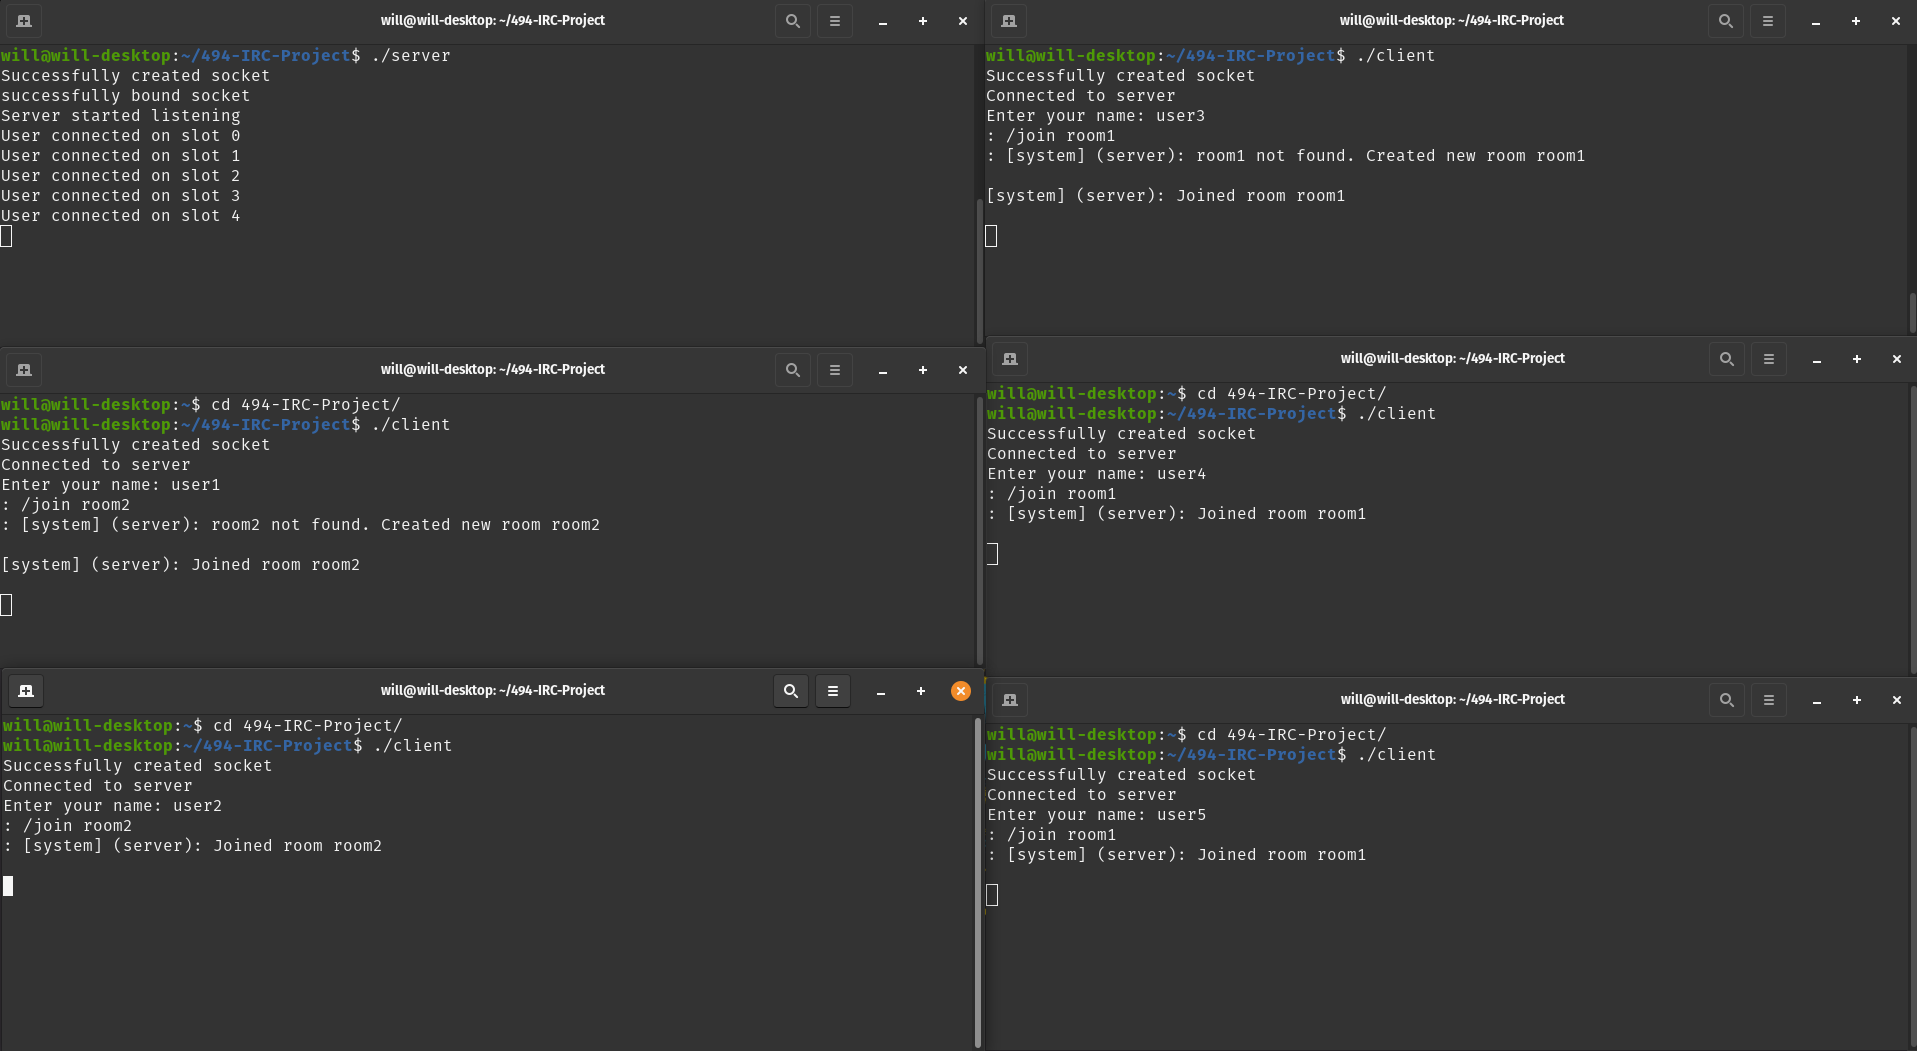 will@will-desktop: ~/494-IRC-Project
will@will-desktop:~/494-IRC-Project$ ./server
Successfully created socket
successfully bound socket
Server started listening
User connected on slot 0
User connected on slot 1
User connected on slot 2
User connected on slot 3
User connected on slot 4
will@will-desktop: ~/494-IRC-Project
will@will-desktop:~$ cd 494-IRC-Project/
will@will-desktop:~/494-IRC-Project$ ./client
Successfully created socket
Connected to server
Enter your name: user1
: /join room2
: [system] (server): room2 not found. Created new room room2
[system] (server): Joined room room2
will@will-desktop: ~/494-IRC-Project
will@will-desktop:~$ cd 494-IRC-Project/
will@will-desktop:~/494-IRC-Project$ ./client
Successfully created socket
Connected to server
Enter your name: user2
: /join room2
: [system] (server): Joined room room2
will@will-desktop: ~/494-IRC-Project
will@will-desktop:~/494-IRC-Project$ ./client
Successfully created socket
Connected to server
Enter your name: user3
: /join room1
: [system] (server): room1 not found. Created new room room1
[system] (server): Joined room room1
will@will-desktop: ~/494-IRC-Project
will@will-desktop:~$ cd 494-IRC-Project/
will@will-desktop:~/494-IRC-Project$ ./client
Successfully created socket
Connected to server
Enter your name: user4
: /join room1
: [system] (server): Joined room room1
will@will-desktop: ~/494-IRC-Project
will@will-desktop:~$ cd 494-IRC-Project/
will@will-desktop:~/494-IRC-Project$ ./client
Successfully created socket
Connected to server
Enter your name: user5
: /join room1
: [system] (server): Joined room room1